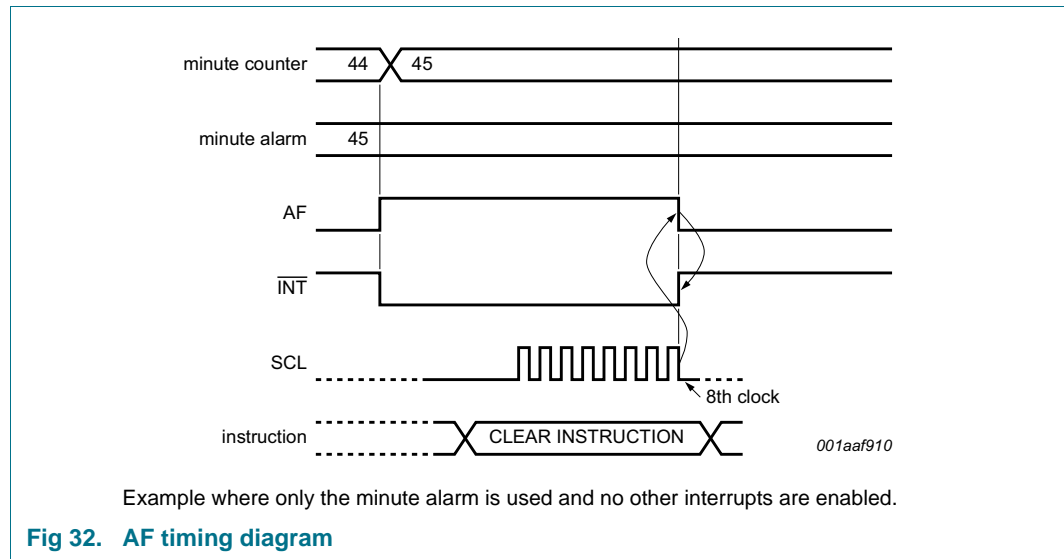 minute counter 44 45
minute alarm 45
AF
INT
SCL
8th clock
instruction CLEAR INSTRUCTION
001aaf910
Example where only the minute alarm is used and no other interrupts are enabled.
Fig 32. AF timing diagram